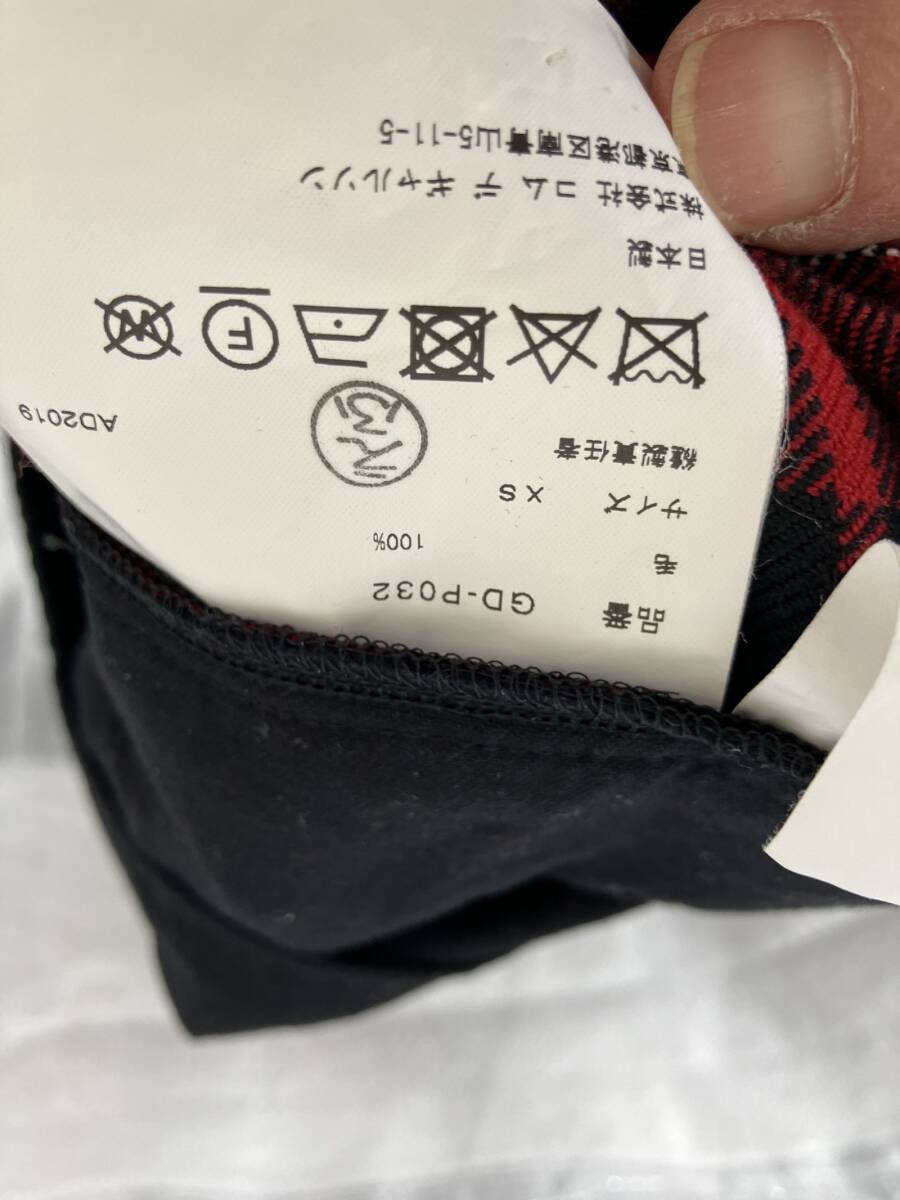 品番 GD-P032
毛 100%
サイズ XS
縫製責任者
AD2019
日本製
株式会社 コム デ ギャルソン
東京都港区南青山5-11-5